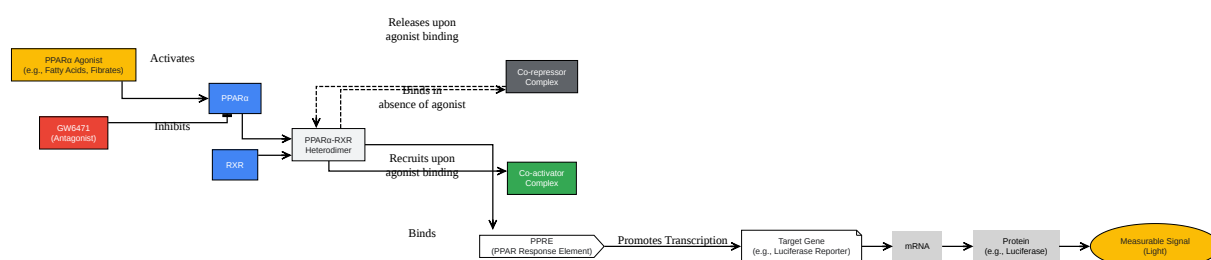 Releases upon
agonist binding
PPARα Agonist
(e.g., Fatty Acids, Fibrates)
Activates
Co-repressor
Complex
PPARα
Binds in
absence of agonist
GW6471
(Antagonist)
Inhibits
PPARα-RXR
Heterodimer
RXR
Recruits upon
agonist binding
Co-activator
Complex
Binds
PPRE
(PPAR Response Element)
Promotes Transcription
Target Gene
(e.g., Luciferase Reporter)
mRNA
Protein
(e.g., Luciferase)
Measurable Signal
(Light)